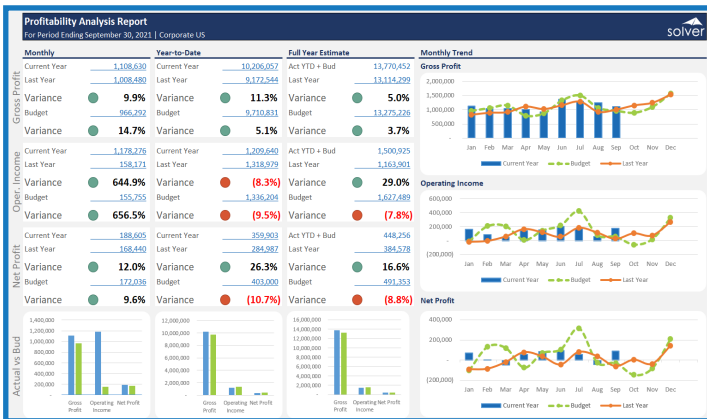 Profitability Analysis Report
For Period Ending September 30, 2021 | Corporate US
solver
Monthly Year-to-Date Full Year Estimate Monthly Trend
Gross Profit
Current Year 1,108,630 Current Year 10,206,057 Act YTD + Bud 13,770,452
Last Year 1,008,480 Last Year 9,172,544 Last Year 13,114,299
Variance 9.9% Variance 11.3% Variance 5.0%
Budget 966,292 Budget 9,710,831 Budget 13,275,226
Variance 14.7% Variance 5.1% Variance 3.7%
Oper. Income
Current Year 1,178,276 Current Year 1,209,640 Act YTD + Bud 1,500,925
Last Year 158,171 Last Year 1,318,979 Last Year 1,163,901
Variance 644.9% Variance (8.3%) Variance 29.0%
Budget 155,755 Budget 1,336,204 Budget 1,627,489
Variance 656.5% Variance (9.5%) Variance (7.8%)
Net Profit
Current Year 188,605 Current Year 359,903 Act YTD + Bud 448,256
Last Year 168,440 Last Year 284,987 Last Year 384,578
Variance 12.0% Variance 26.3% Variance 16.6%
Budget 172,036 Budget 403,000 Budget 491,353
Variance 9.6% Variance (10.7%) Variance (8.8%)
Actual vs Bud
1,400,000
1,200,000
1,000,000
800,000
600,000
400,000
200,000
-
Gross Profit Operating Income Net Profit
12,000,000
10,000,000
8,000,000
6,000,000
4,000,000
2,000,000
-
Gross Profit Operating Income Net Profit
16,000,000
14,000,000
12,000,000
10,000,000
8,000,000
6,000,000
4,000,000
2,000,000
-
Gross Profit Operating Income Net Profit
Gross Profit
2,000,000
1,500,000
1,000,000
500,000
-
Jan Feb Mar Apr May Jun Jul Aug Sep Oct Nov Dec
Current Year Budget Last Year
Operating Income
600,000
400,000
200,000
-
(200,000)
Jan Feb Mar Apr May Jun Jul Aug Sep Oct Nov Dec
Current Year Budget Last Year
Net Profit
400,000
200,000
-
(200,000)
Jan Feb Mar Apr May Jun Jul Aug Sep Oct Nov Dec
Current Year Budget Last Year